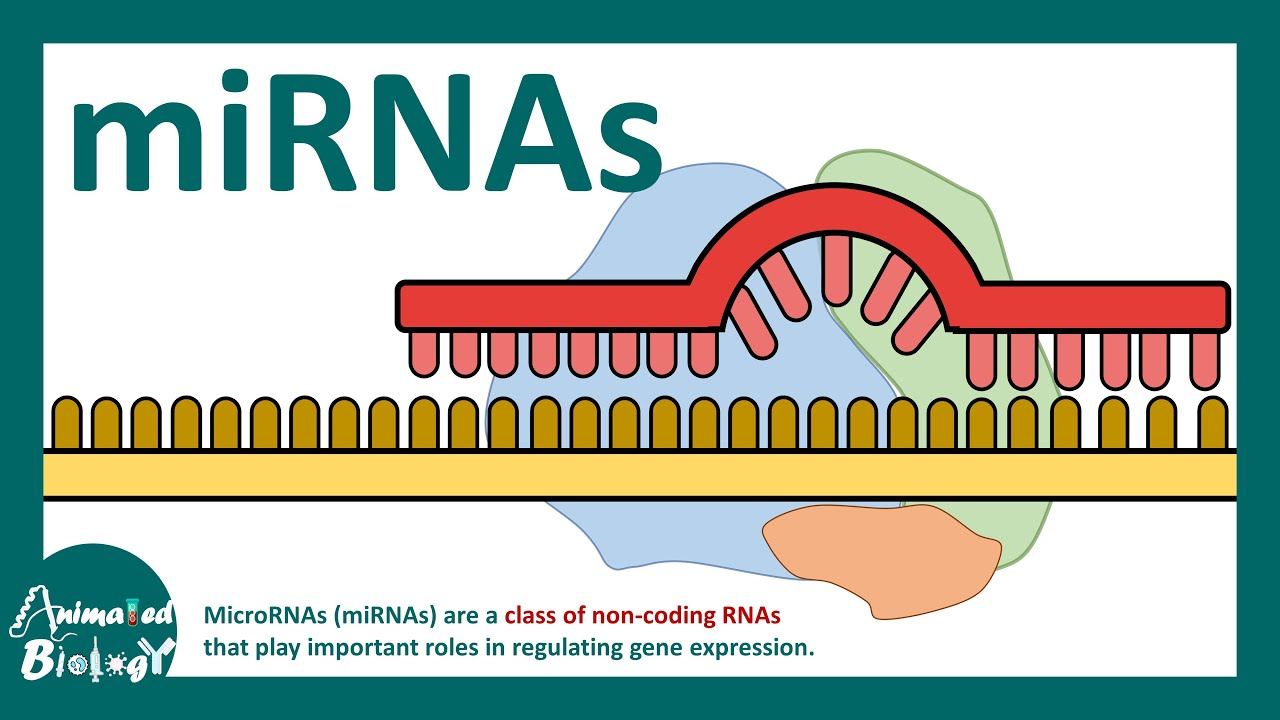 miRNAs
Animated
Biology
MicroRNAs (miRNAs) are a class of non-coding RNAs
that play important roles in regulating gene expression.